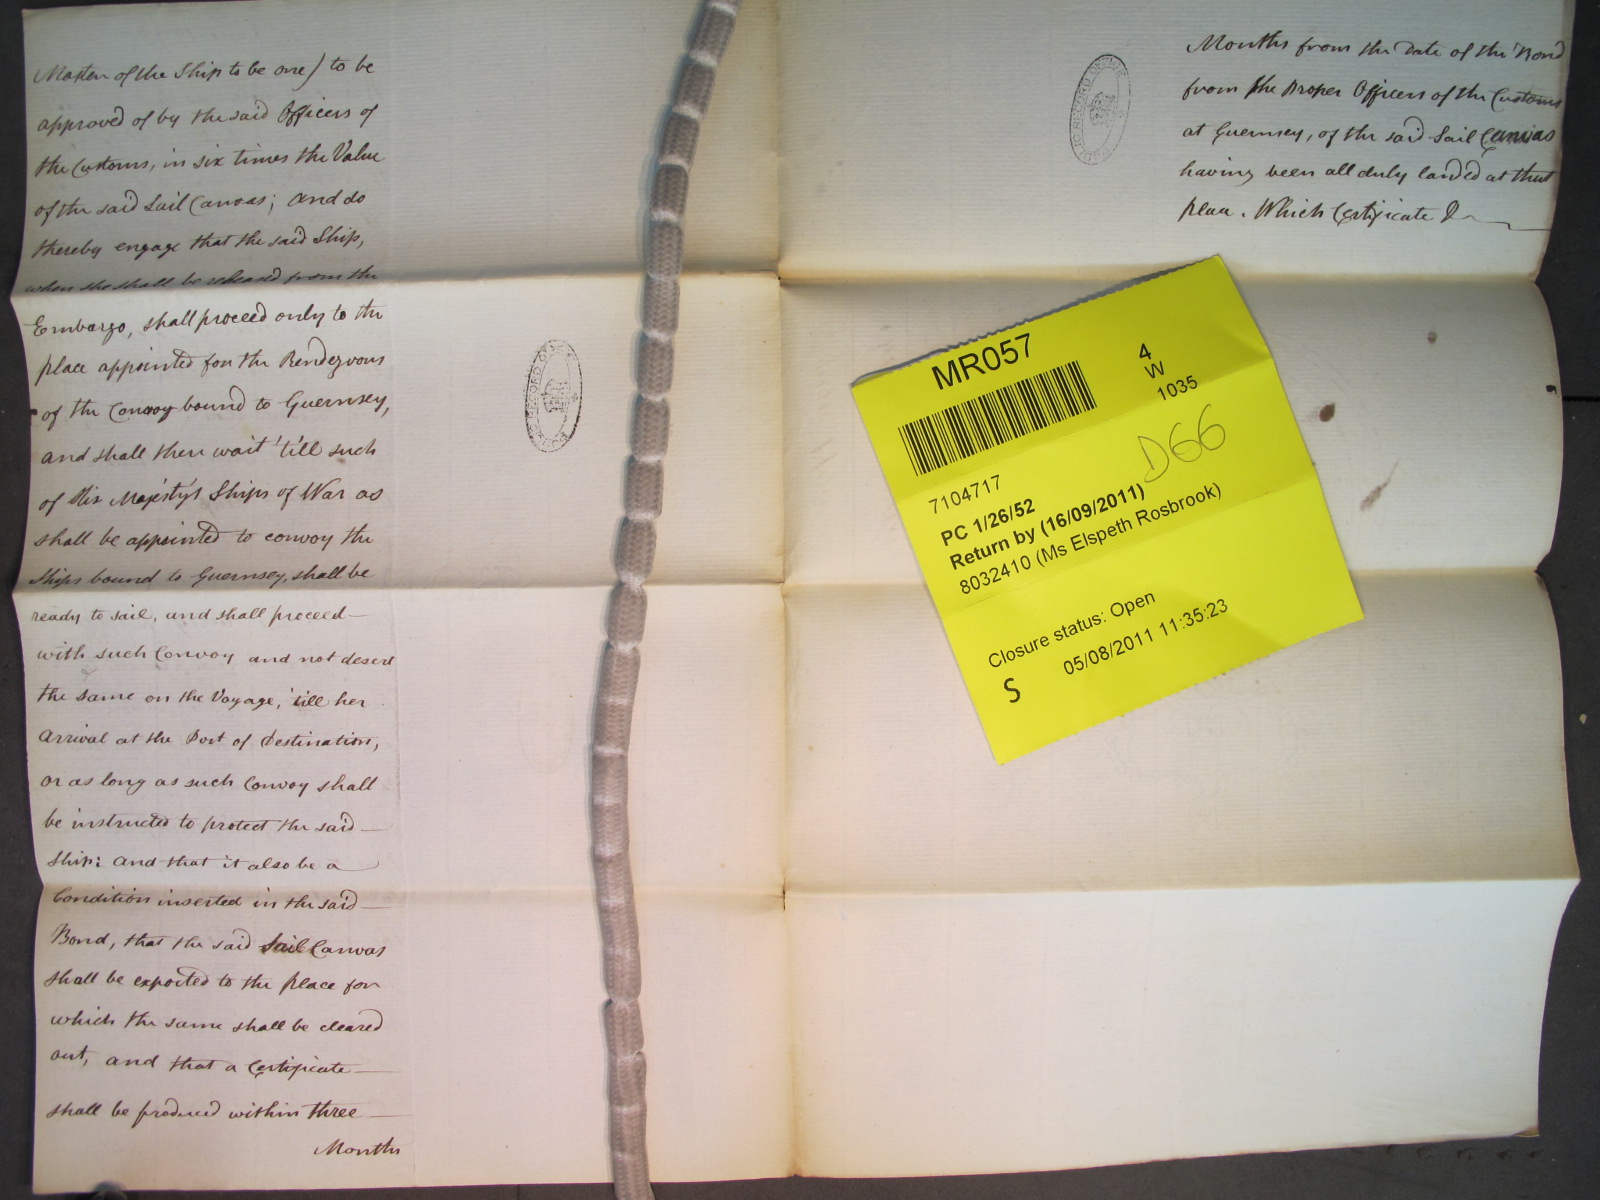 Master of the Ship to be one) to be
approved of by the said Officers of
the Customs, in six times the Value
of the said Sail Canvas; and do
thereby engage that the said Ship,
when she shall be released from the
Embargo, shall proceed only to the
place appointed for the Rendezvous
of the Convoy bound to Guernsey,
and shall there wait 'till such
of His Majesty's Ships of War as
shall be appointed to convoy the
Ships bound to Guernsey, shall be
ready to sail, and shall proceed
with such Convoy and not desert
the same on the Voyage, 'till her
Arrival at the Port of Destination,
or as long as such Convoy shall
be instructed to protect the said
Ship: and that it also be a
Condition inserted in the said
Bond, that the said Sail Canvas
shall be exported to the place for
which the same shall be cleared
out, and that a Certificate
shall be produced within three
Months
Months from the Date of the Bond
from the Proper Officers of the Customs
at Guernsey, of the said Sail Canvas
having been all duly landed at that
place. Which Certificate &
MR057
4
W
1035
D66
7104717
PC 1/26/52
Return by (16/09/2011)
8032410 (Ms Elspeth Rosbrook)
Closure status: Open
S 05/08/2011 11:35:23